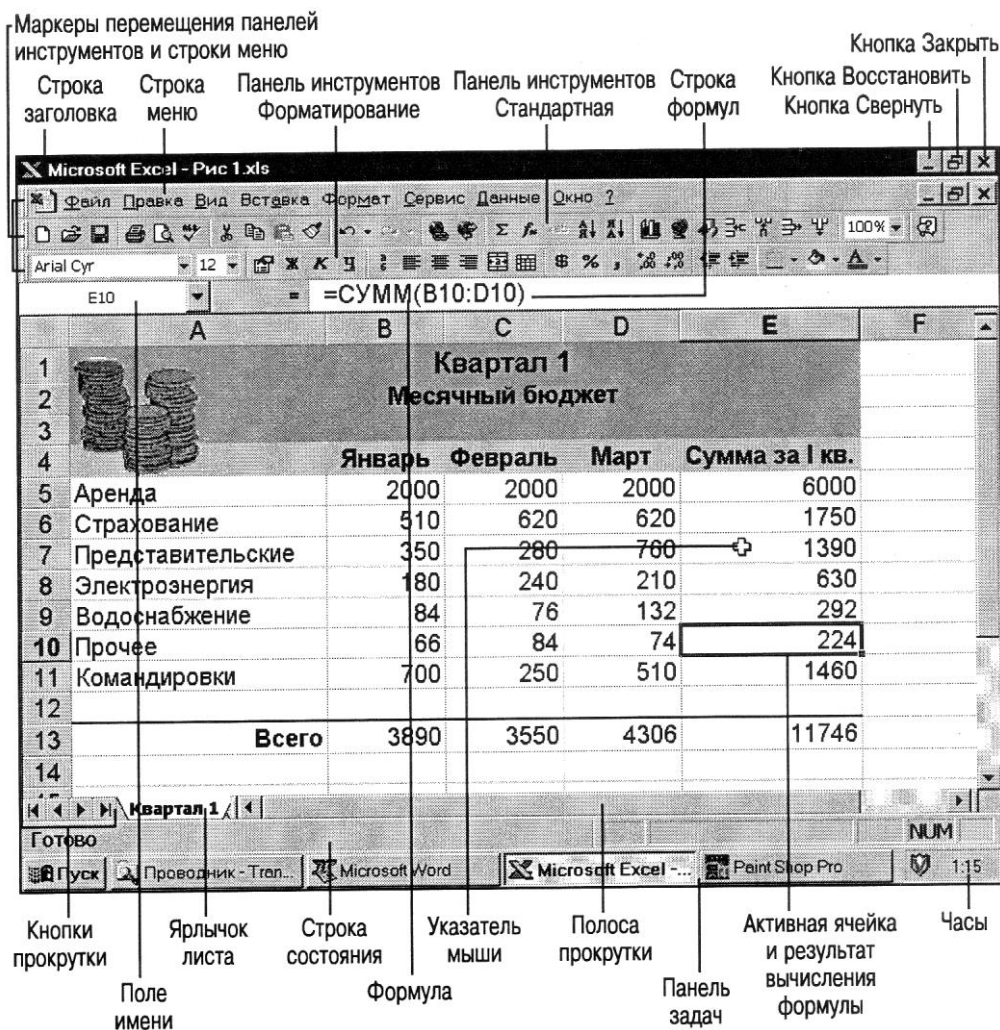 Маркеры перемещения панелей
инструментов и строки меню
Кнопка Закрыть
Строка заголовка
Строка меню
Панель инструментов Форматирование
Панель инструментов Стандартная
Строка формул
Кнопка Восстановить
Кнопка Свернуть
Microsoft Excel - Рис 1.xls
Файл Правка Вид Вставка Формат Сервис Данные Окно ?
100%
Arial Cyr 12 Ж К Ч
E10 = =СУММ(B10:D10)
A B C D E F
1 Квартал 1
2 Месячный бюджет
3
4 Январь Февраль Март Сумма за I кв.
5 Аренда 2000 2000 2000 6000
6 Страхование 510 620 620 1750
7 Представительские 350 280 760 1390
8 Электроэнергия 180 240 210 630
9 Водоснабжение 84 76 132 292
10 Прочее 66 84 74 224
11 Командировки 700 250 510 1460
12
13 Всего 3890 3550 4306 11746
14
Квартал 1
Готово NUM
Пуск Проводник - Tran... Microsoft Word Microsoft Excel -... Paint Shop Pro 1:15
Кнопки прокрутки
Ярлычок листа
Строка состояния
Указатель мыши
Полоса прокрутки
Активная ячейка и результат вычисления формулы
Часы
Поле имени
Формула
Панель задач